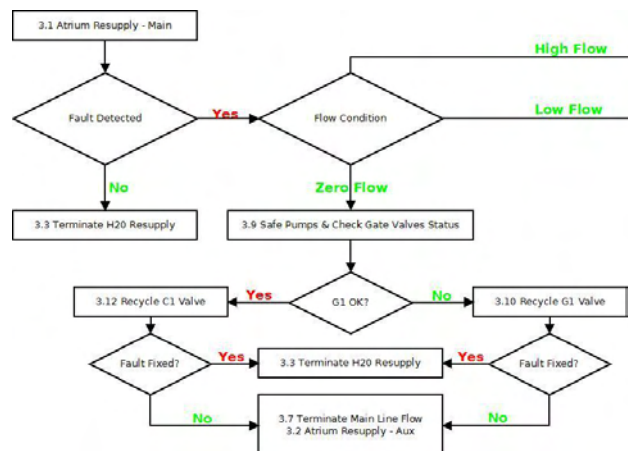 3.1 Atrium Resupply - Main
High Flow
Fault Detected
Yes
Flow Condition
Low Flow
No
Zero Flow
3.3 Terminate H20 Resupply
3.9 Safe Pumps & Check Gate Valves Status
3.12 Recycle C1 Valve
Yes
G1 OK?
No
3.10 Recycle G1 Valve
Fault Fixed?
Yes
3.3 Terminate H20 Resupply
Yes
Fault Fixed?
No
3.7 Terminate Main Line Flow
3.2 Atrium Resupply - Aux
No